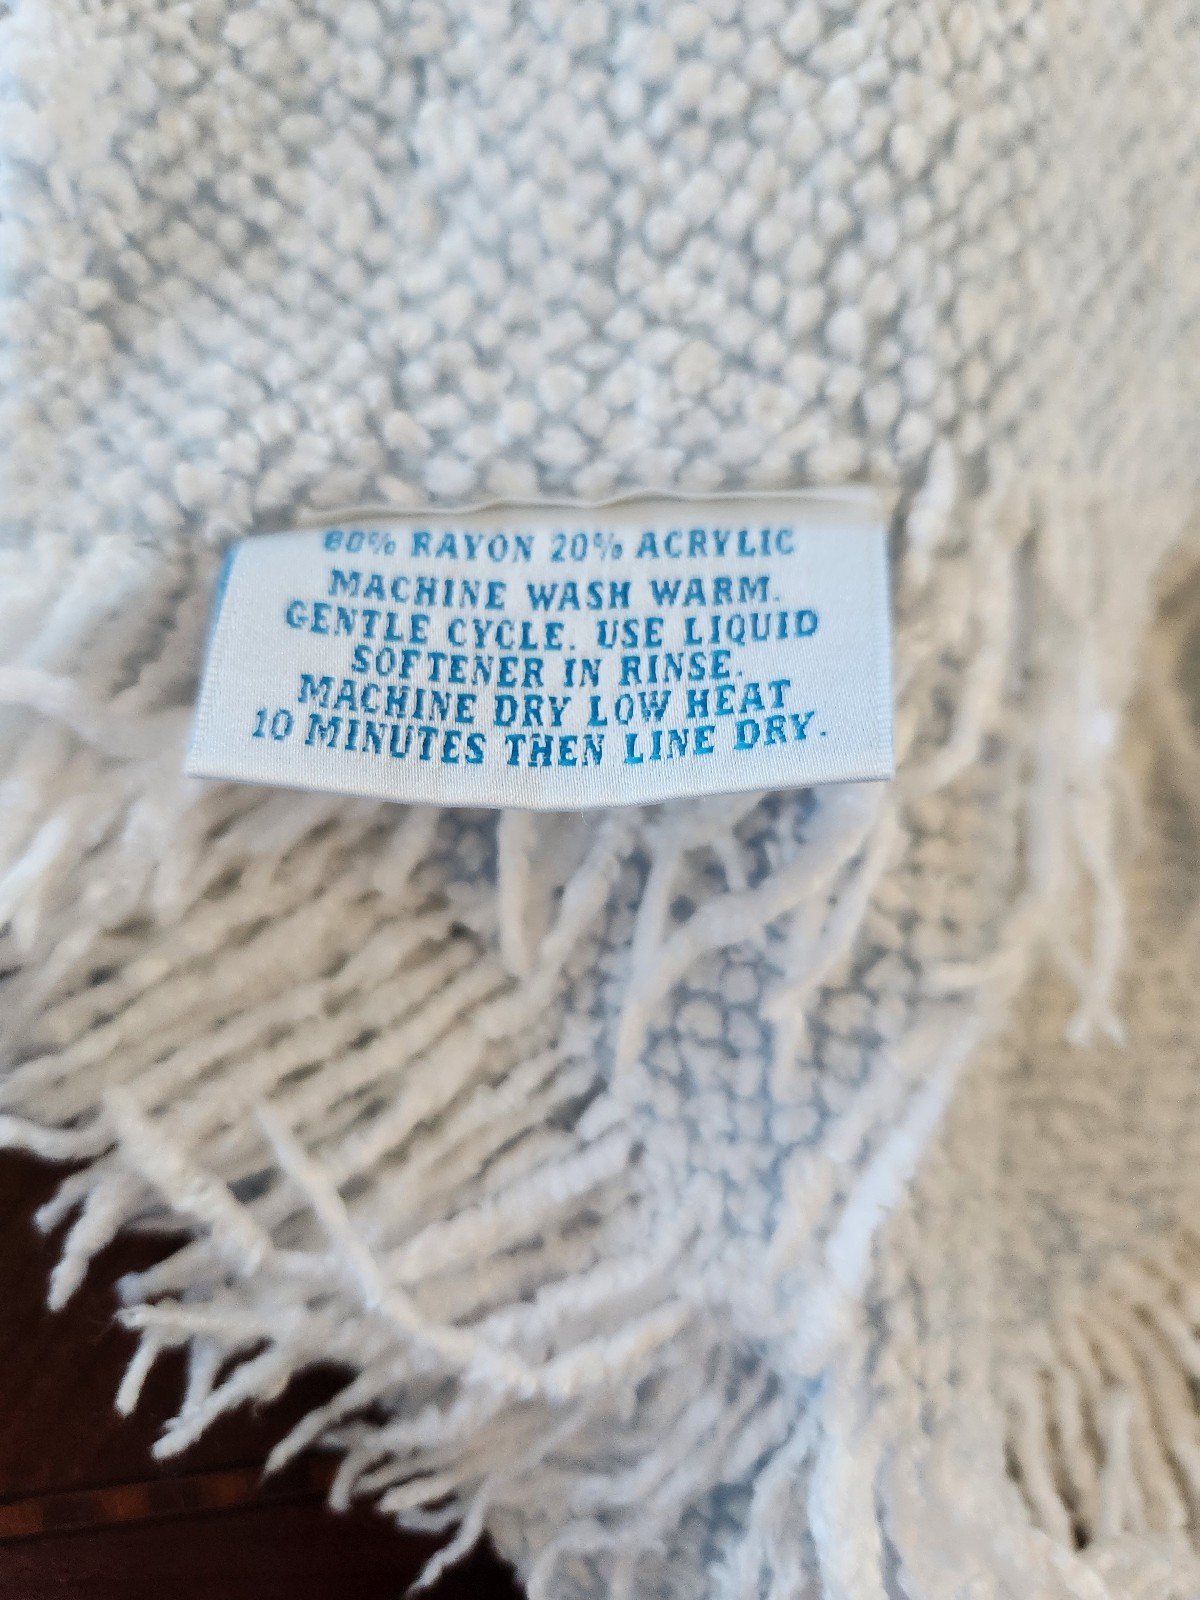 80% RAYON 20% ACRYLIC
MACHINE WASH WARM.
GENTLE CYCLE. USE LIQUID
SOFTENER IN RINSE.
MACHINE DRY LOW HEAT
10 MINUTES THEN LINE DRY.